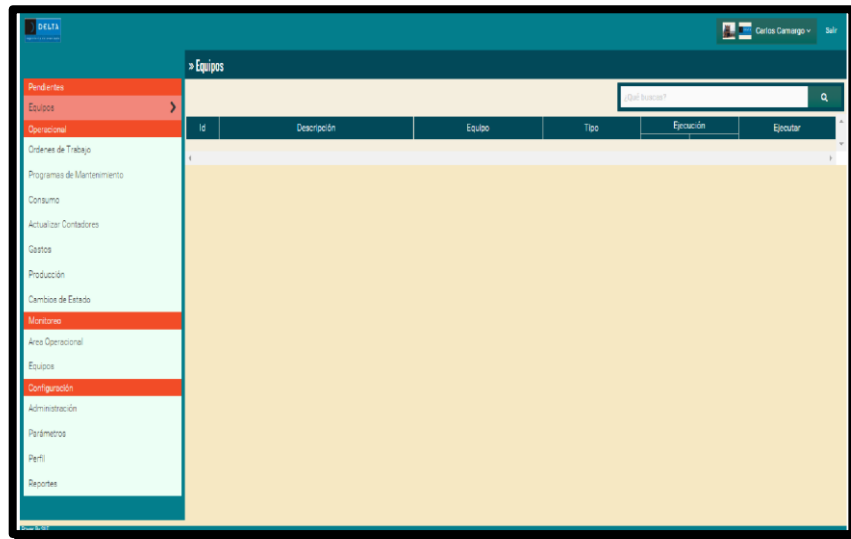 DELTA
Carlos Camargo
Salir
» Equipos
Pendientes
Equipos
Operacional
Ordenes de Trabajo
Programas de Mantenimiento
Consumo
Actualizar Contadores
Gastos
Producción
Cambios de Estado
Monitoreo
Area Operacional
Equipos
Configuración
Administración
Parámetros
Perfil
Reportes
¿Qué buscas?
Id Descripción Equipo Tipo Ejecución Ejecutar